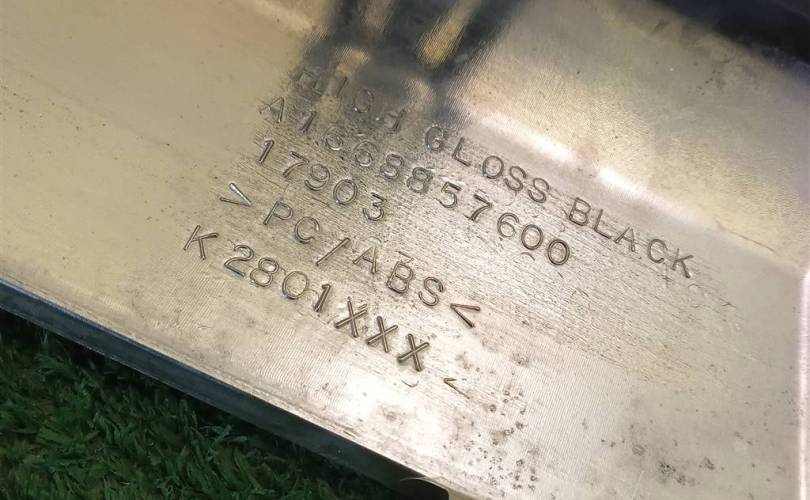 HIGH GLOSS BLACK
A1668857600
17903
>PC/ABS<
K2801XXX